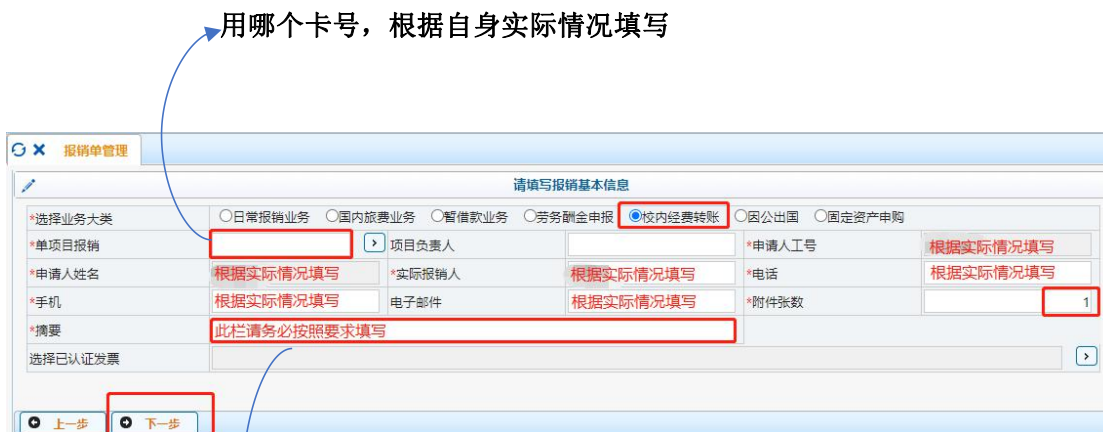 用哪个卡号，根据自身实际情况填写
报销单管理
请填写报销基本信息
*选择业务大类 日常报销业务 国内旅费业务 暂借款业务 劳务酬金申报 校内经费转账 因公出国 固定资产申购
*单项目报销 项目负责人 *申请人工号 根据实际情况填写
*申请人姓名 根据实际情况填写 *实际报销人 根据实际情况填写 *电话 根据实际情况填写
*手机 根据实际情况填写 电子邮件 根据实际情况填写 *附件张数 1
*摘要 此栏请务必按照要求填写
选择已认证发票
上一步 下一步